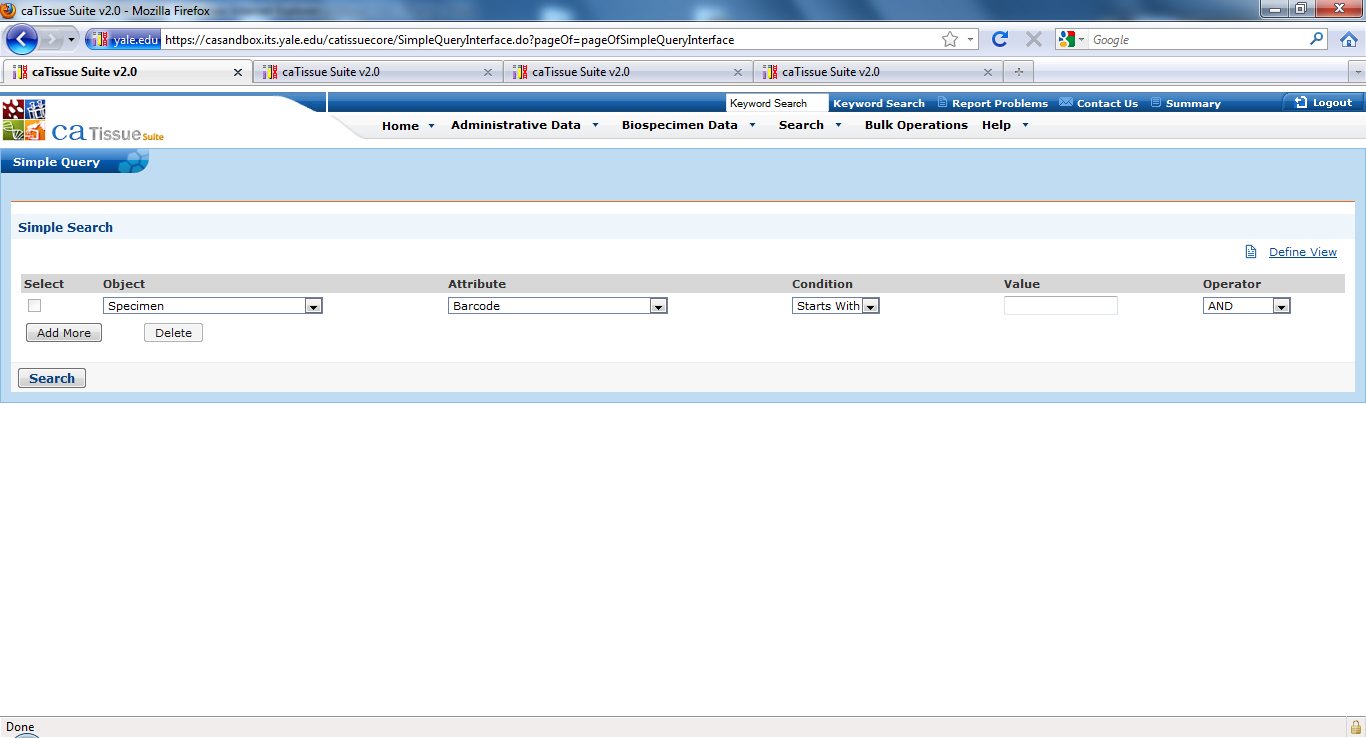 caTissue Suite v2.0 - Mozilla Firefox
yale.edu https://casandbox.its.yale.edu/catissuecore/SimpleQueryInterface.do?pageOf=pageOfSimpleQueryInterface Google
caTissue Suite v2.0 caTissue Suite v2.0 caTissue Suite v2.0 caTissue Suite v2.0
Keyword Search Keyword Search Report Problems Contact Us Summary Logout
ca Tissue Suite Home Administrative Data Biospecimen Data Search Bulk Operations Help
Simple Query
Simple Search
Define View
Select Object Attribute Condition Value Operator
Specimen Barcode Starts With AND
Add More Delete
Search
Done